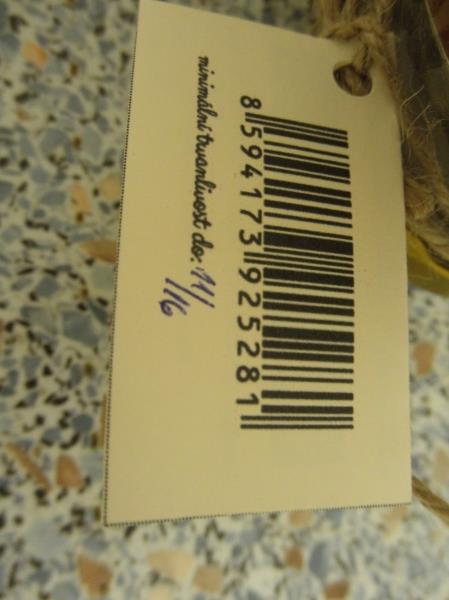 minimální trvanlivost do: 11/
/16
8 594173 925281